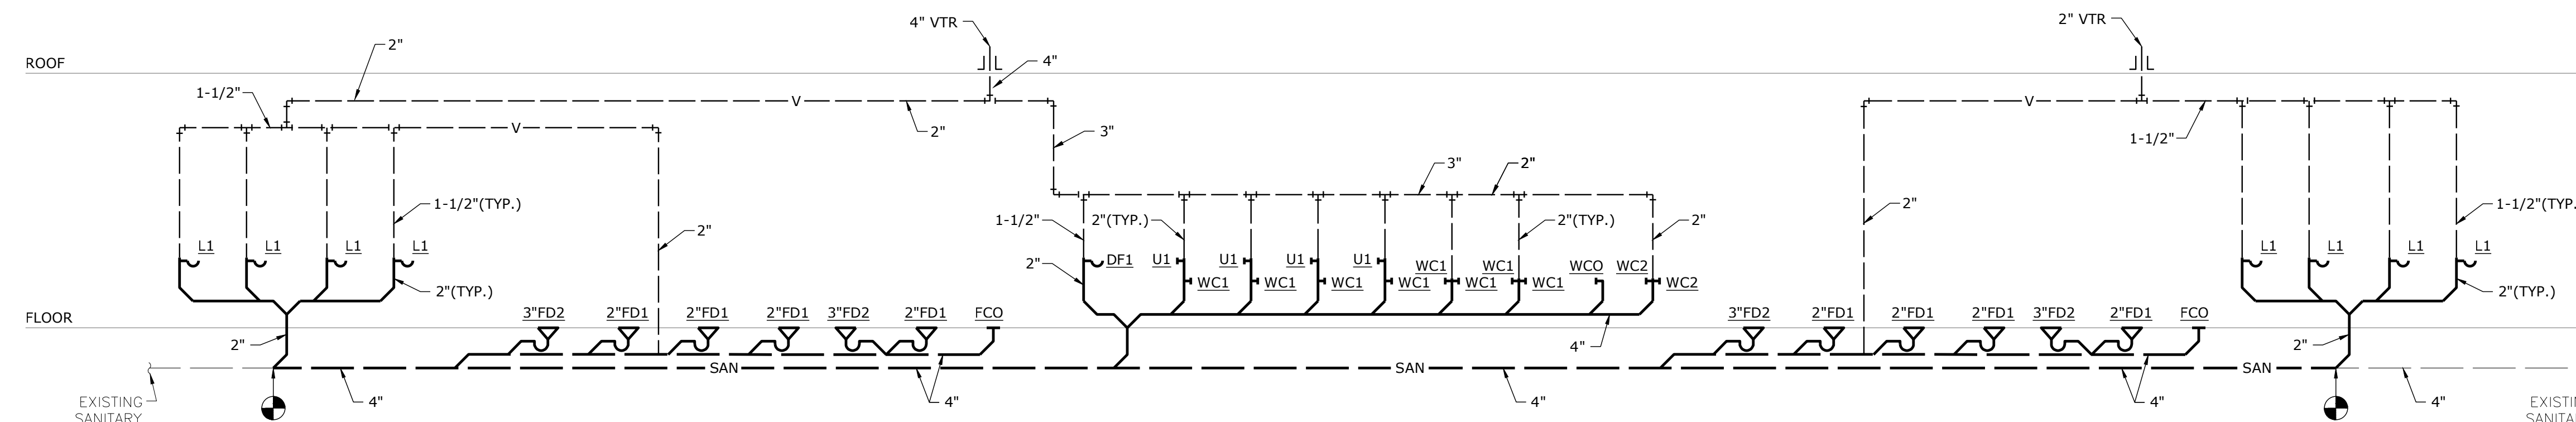 4" VTR
2" VTR
2"
ROOF
4"
1-1/2"
V
V
V
2"
3"
1-1/2"
3"
2"
1-1/2"(TYP.)
2"
1-1/2"
2"(TYP.)
2"(TYP.)
2"
2"
1-1/2"(TYP.
L1
L1
L1
L1
2"
DF1
U1
U1
U1
U1
WC1
WC1
WCO
WC2
L1
L1
L1
L1
WC1
WC1
WC1
WC1
WC1
WC1
WC2
2"(TYP.)
2"(TYP.)
FLOOR
3"FD2
2"FD1
2"FD1
2"FD1
3"FD2
2"FD1
FCO
3"FD2
2"FD1
2"FD1
2"FD1
3"FD2
2"FD1
FCO
2"
4"
2"
SAN
SAN
SAN
EXISTING
SANITARY
4"
4"
4"
4"
4"
EXISTIN
SANITAR